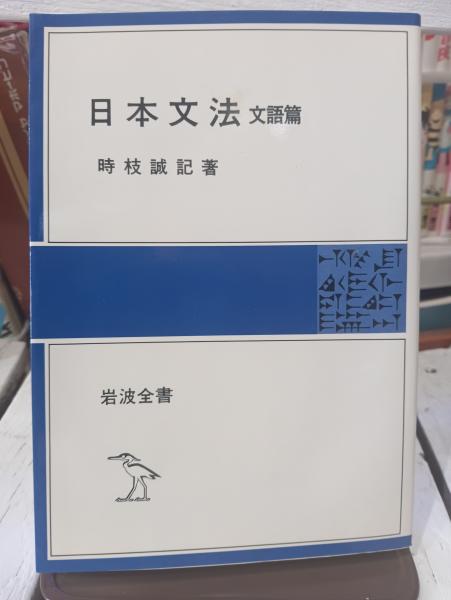 日本文法 文語篇
時枝誠記著
岩波全書